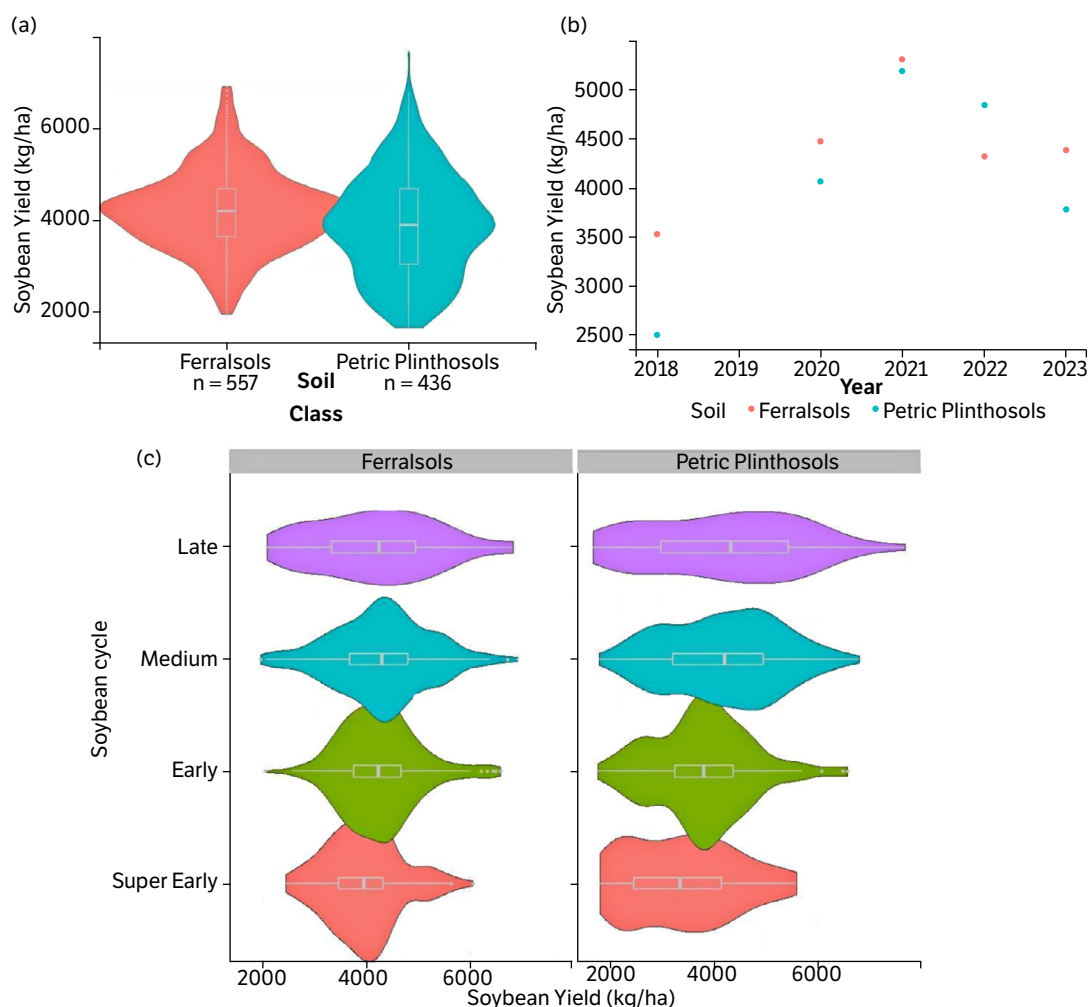 (a)
Soybean Yield (kg/ha)
6000
4000
2000
Ferralsols
n = 557
Petric Plinthosols
n = 436
Soil
Class
(b)
Soybean Yield (kg/ha)
5000
4500
4000
3500
3000
2500
2018 2019 2020 2021 2022 2023
Year
Soil Ferralsols Petric Plinthosols
(c)
Ferralsols Petric Plinthosols
Soybean cycle
Late
Medium
Early
Super Early
2000 4000 6000 2000 4000 6000
Soybean Yield (kg/ha)